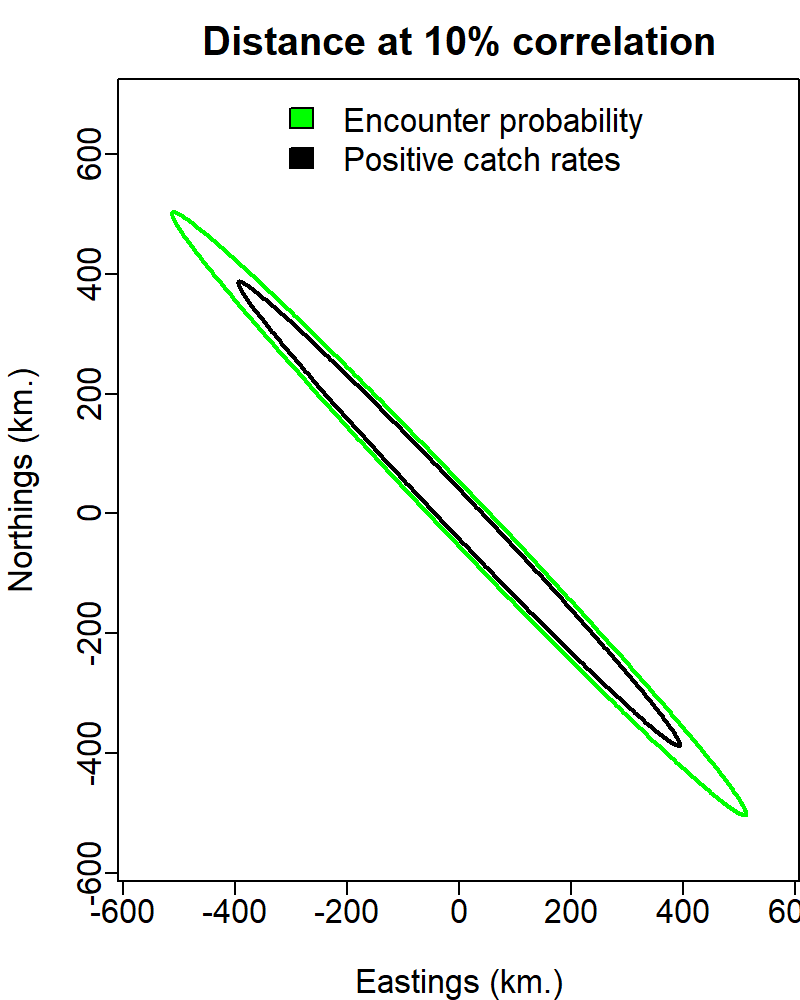 Distance at 10% correlation
Encounter probability
Positive catch rates
600
400
200
0
-200
-400
-600
Northings (km.)
-600 -400 -200 0 200 400 60
Eastings (km.)